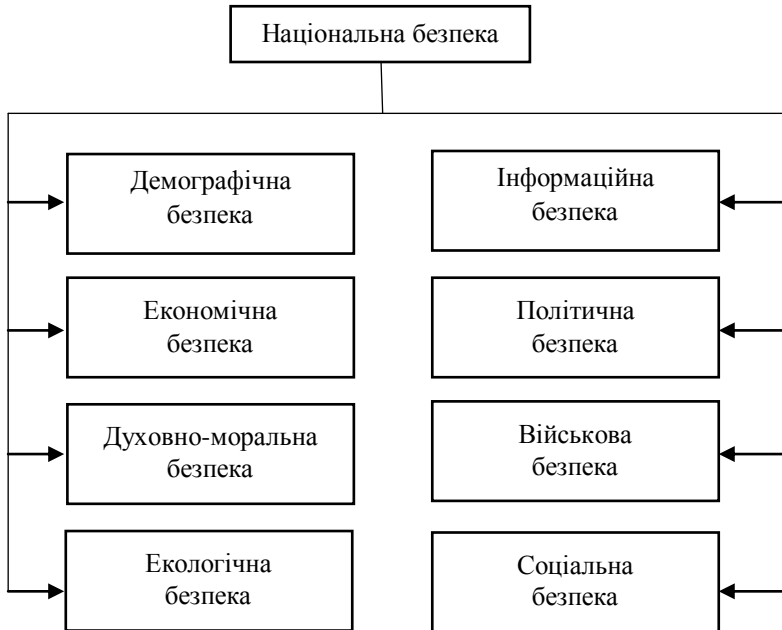 Національна безпека
Демографічна
безпека
Інформаційна
безпека
Економічна
безпека
Політична
безпека
Духовно-моральна
безпека
Військова
безпека
Екологічна
безпека
Соціальна
безпека